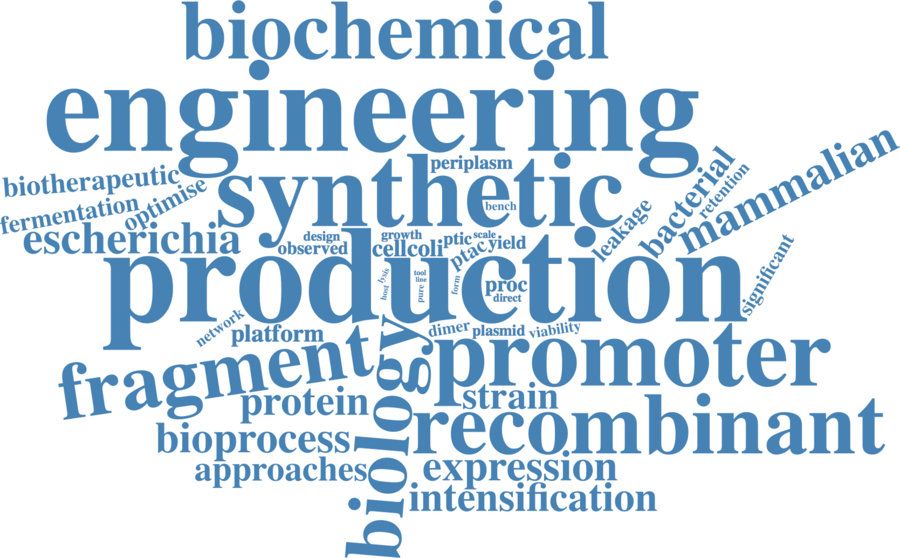 biochemical
engineering
periplasm
synthetic
biotherapeutic
fermentation
optimise
escherichia
bench
bacterial
retention
mammalian
leakage
significant
design
observed
growth
cellcoli
ptic
scale
ptac
yield
production
lysis
host
tool
line
pure
form
proc
direct
network
platform
dimer
plasmid
viability
fragment
biology
promoter
protein
strain
recombinant
bioprocess
approaches
expression
intensification